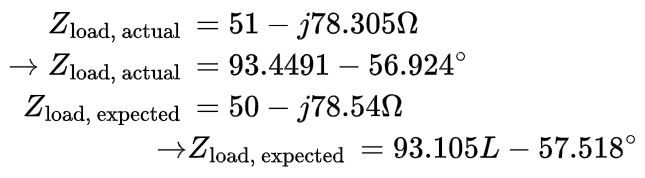 Z_load, actual = 51 − j78.305Ω
→ Z_load, actual = 93.4491 − 56.924°
Z_load, expected = 50 − j78.54Ω
→Z_load, expected = 93.105L − 57.518°